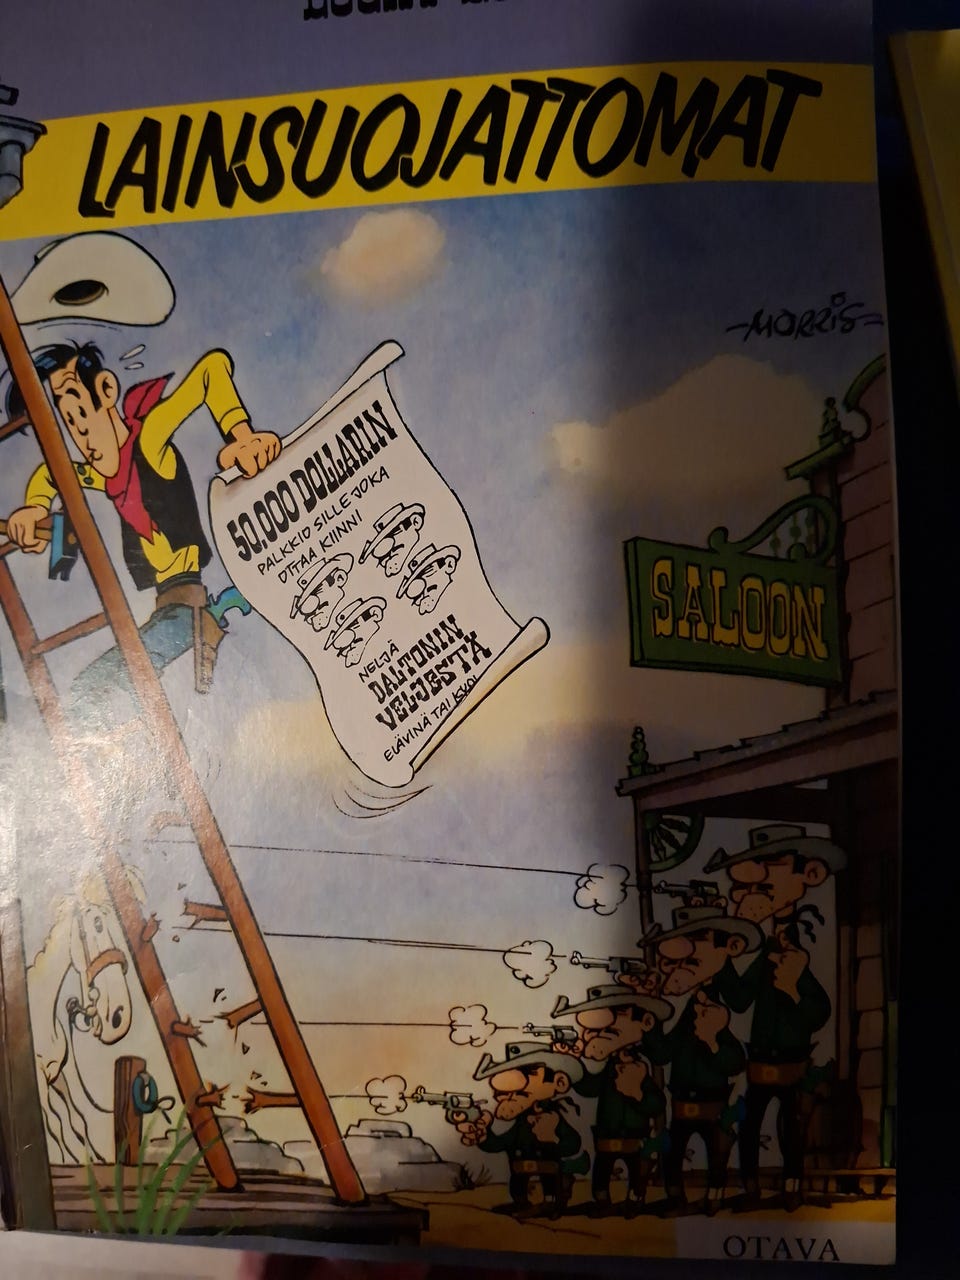 LAINSUOJATTOMAT
-MORRIS-
50.000 DOLLARIN
PALKKIO SILLE JOKA
OTTAA KIINNI
NELJÄ
DALTONIN
VELJESTÄ
ELÄVINÄ TAI
SALOON
OTAVA